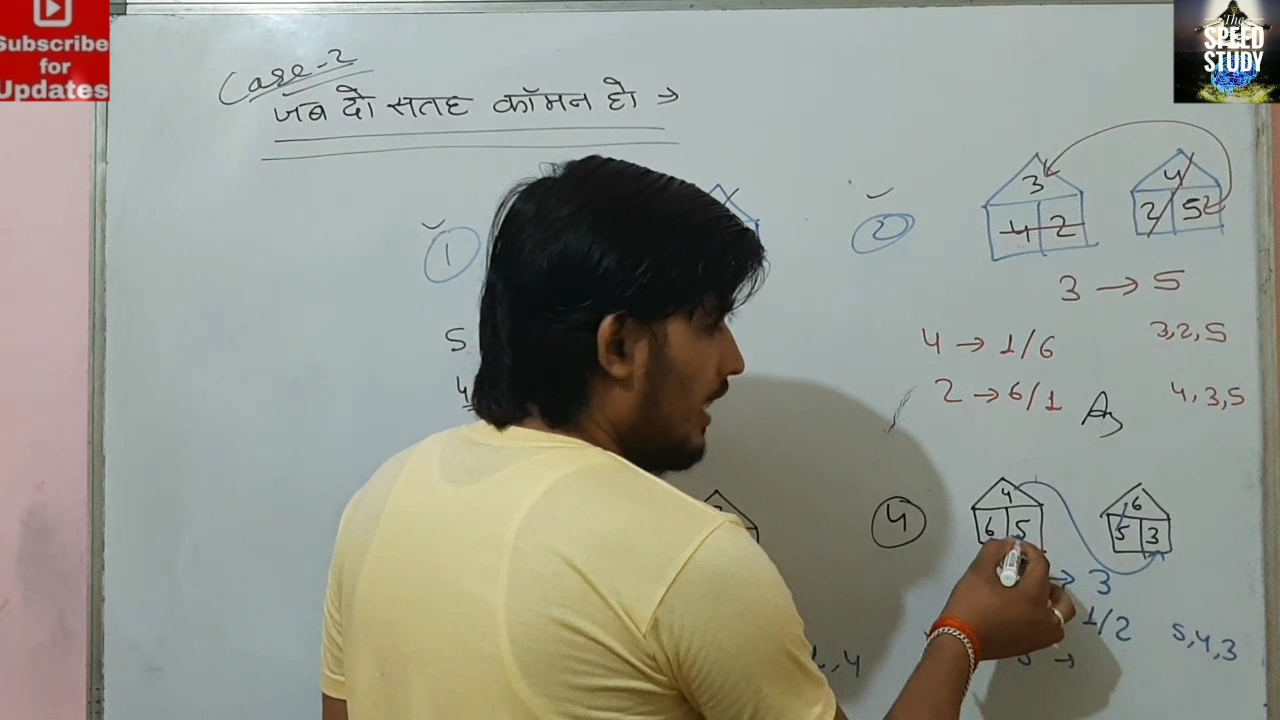 Subscribe
for
Updates
The
SPEED
STUDY
Case-2
जब दो सतह कॉमन हो →
1
5
4
2
3
4 2
4
2 5
3 → 5
4 → 1/6
3, 2, 5
2 → 6/1
4, 3, 5
4
4
6 5
6
5 3
→ 3
1/2
5, 4, 3
, 4